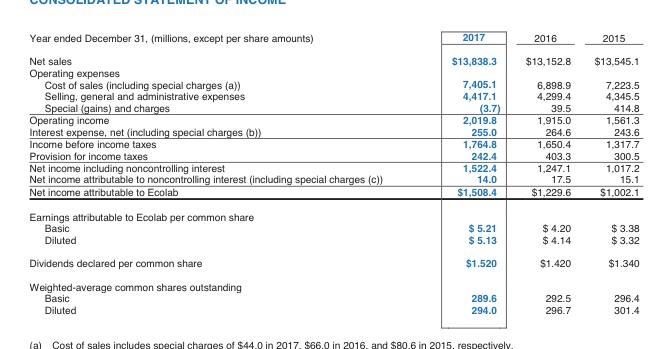 CONSOLIDATED STATEMENT OF INCOME
Year ended December 31, (millions, except per share amounts) 2017 2016 2015
Net sales $13,838.3 $13,152.8 $13,545.1
Operating expenses
Cost of sales (including special charges (a)) 7,405.1 6,898.9 7,223.5
Selling, general and administrative expenses 4,417.1 4,299.4 4,345.5
Special (gains) and charges (3.7) 39.5 414.8
Operating income 2,019.8 1,915.0 1,561.3
Interest expense, net (including special charges (b)) 255.0 264.6 243.6
Income before income taxes 1,764.8 1,650.4 1,317.7
Provision for income taxes 242.4 403.3 300.5
Net income including noncontrolling interest 1,522.4 1,247.1 1,017.2
Net income attributable to noncontrolling interest (including special charges (c)) 14.0 17.5 15.1
Net income attributable to Ecolab $1,508.4 $1,229.6 $1,002.1
Earnings attributable to Ecolab per common share
Basic $ 5.21 $ 4.20 $ 3.38
Diluted $ 5.13 $ 4.14 $ 3.32
Dividends declared per common share $1.520 $1.420 $1.340
Weighted-average common shares outstanding
Basic 289.6 292.5 296.4
Diluted 294.0 296.7 301.4
(a) Cost of sales includes special charges of $44.0 in 2017, $66.0 in 2016, and $80.6 in 2015, respectively.